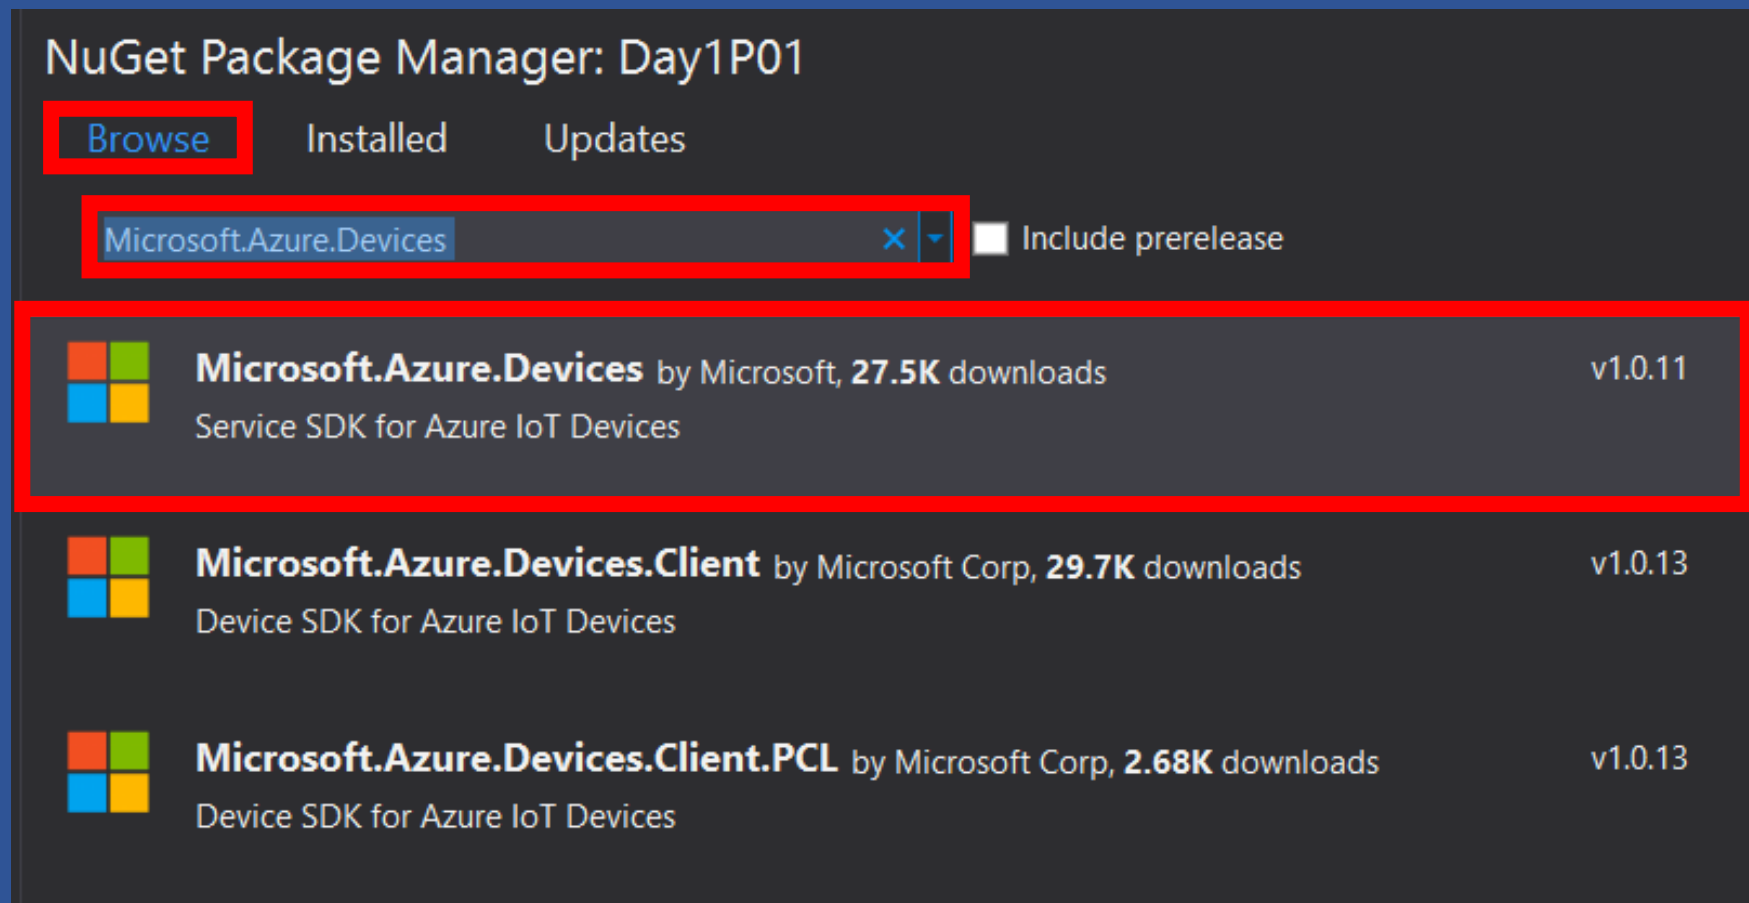 NuGet Package Manager: Day1P01
Browse Installed Updates
Microsoft.Azure.Devices Include prerelease
Microsoft.Azure.Devices by Microsoft, 27.5K downloads v1.0.11
Service SDK for Azure IoT Devices
Microsoft.Azure.Devices.Client by Microsoft Corp, 29.7K downloads v1.0.13
Device SDK for Azure IoT Devices
Microsoft.Azure.Devices.Client.PCL by Microsoft Corp, 2.68K downloads v1.0.13
Device SDK for Azure IoT Devices